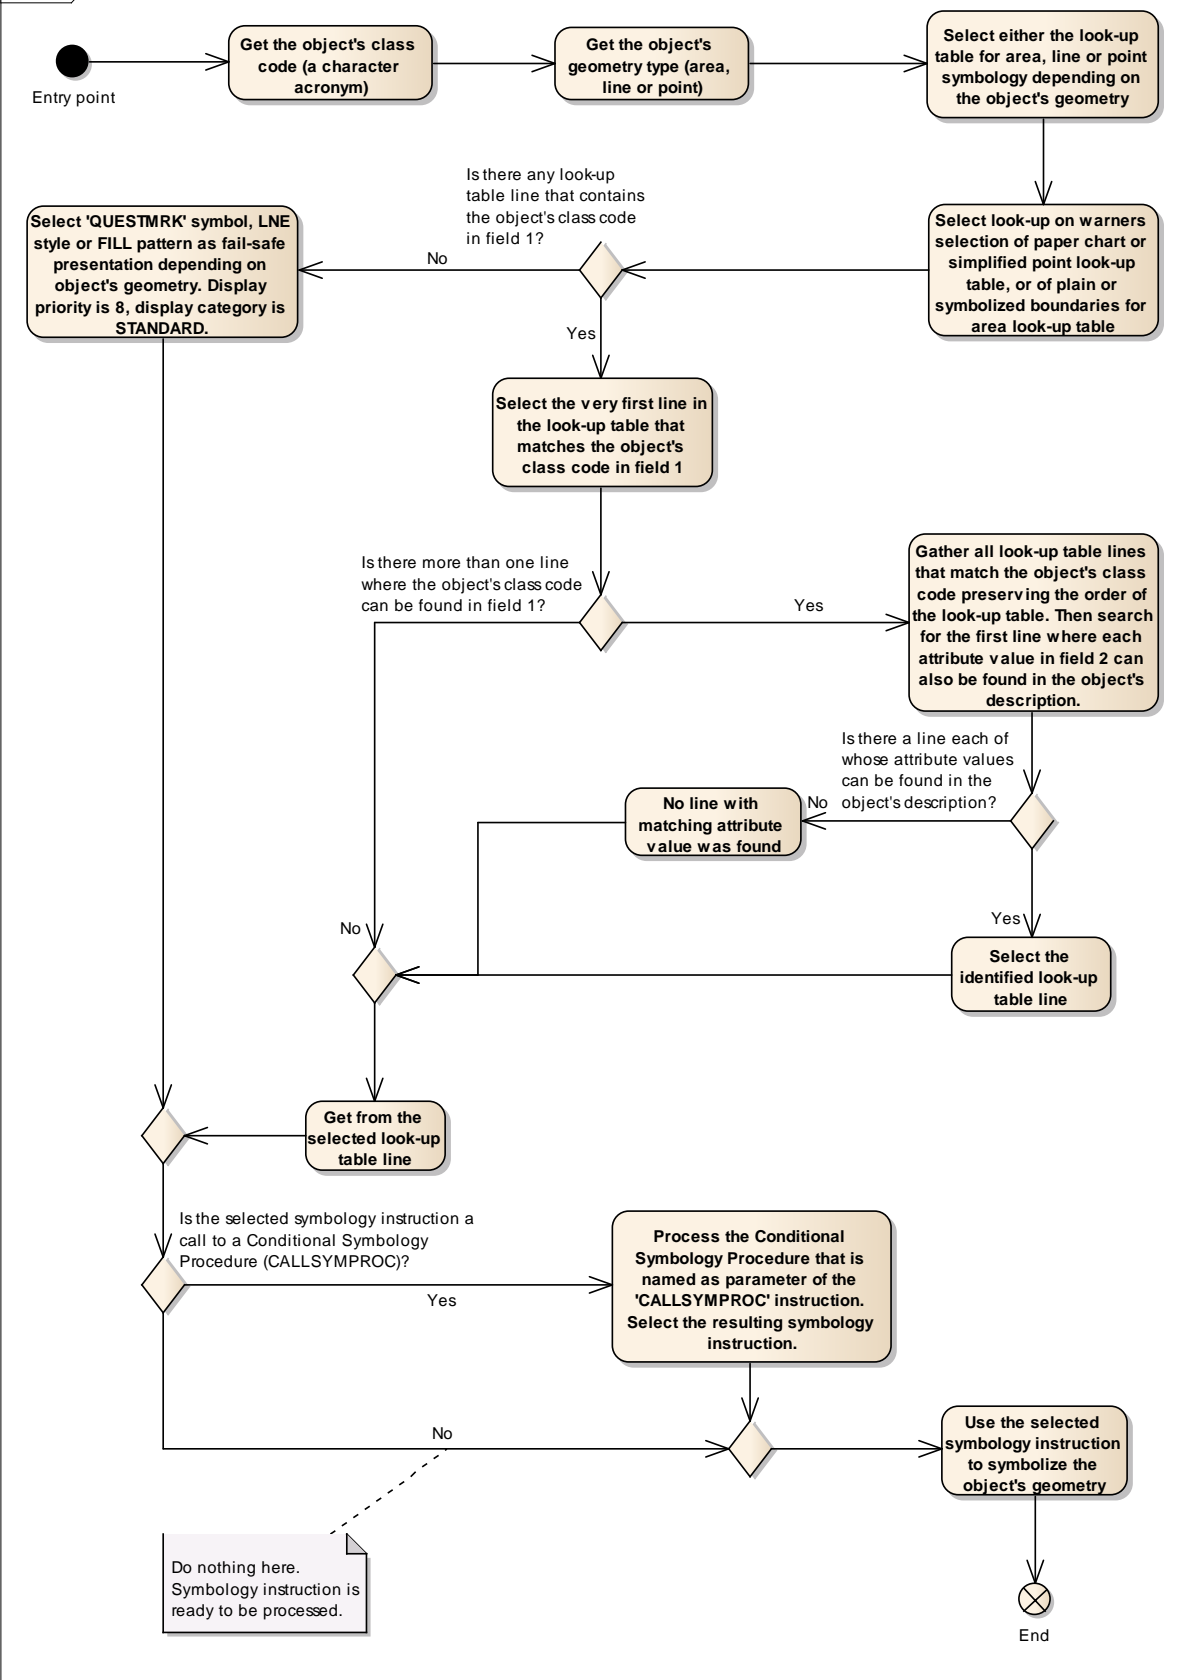 Entry point
Get the object's class
code (a character
acronym)
Get the object's
geometry type (area,
line or point)
Select either the look-up
table for area, line or point
symbology depending on
the object's geometry
Select look-up on warners
selection of paper chart or
simplified point look-up
table, or of plain or
symbolized boundaries for
area look-up table
Is there any look-up
table line that contains
the object's class code
in field 1?
No
Select 'QUESTMRK' symbol, LNE
style or FILL pattern as fail-safe
presentation depending on
object's geometry. Display
priority is 8, display category is
STANDARD.
Yes
Select the very first line in
the look-up table that
matches the object's
class code in field 1
Is there more than one line
where the object's class code
can be found in field 1?
Yes
Gather all look-up table lines
that match the object's class
code preserving the order of
the look-up table. Then search
for the first line where each
attribute value in field 2 can
also be found in the object's
description.
Is there a line each of
whose attribute values
can be found in the
object's description?
No
No line with
matching attribute
value was found
Yes
Select the
identified look-up
table line
No
Get from the
selected look-up
table line
Is the selected symbology instruction a
call to a Conditional Symbology
Procedure (CALLSYMPROC)?
Yes
Process the Conditional
Symbology Procedure that is
named as parameter of the
'CALLSYMPROC' instruction.
Select the resulting symbology
instruction.
No
Use the selected
symbology instruction
to symbolize the
object's geometry
Do nothing here.
Symbology instruction is
ready to be processed.
End